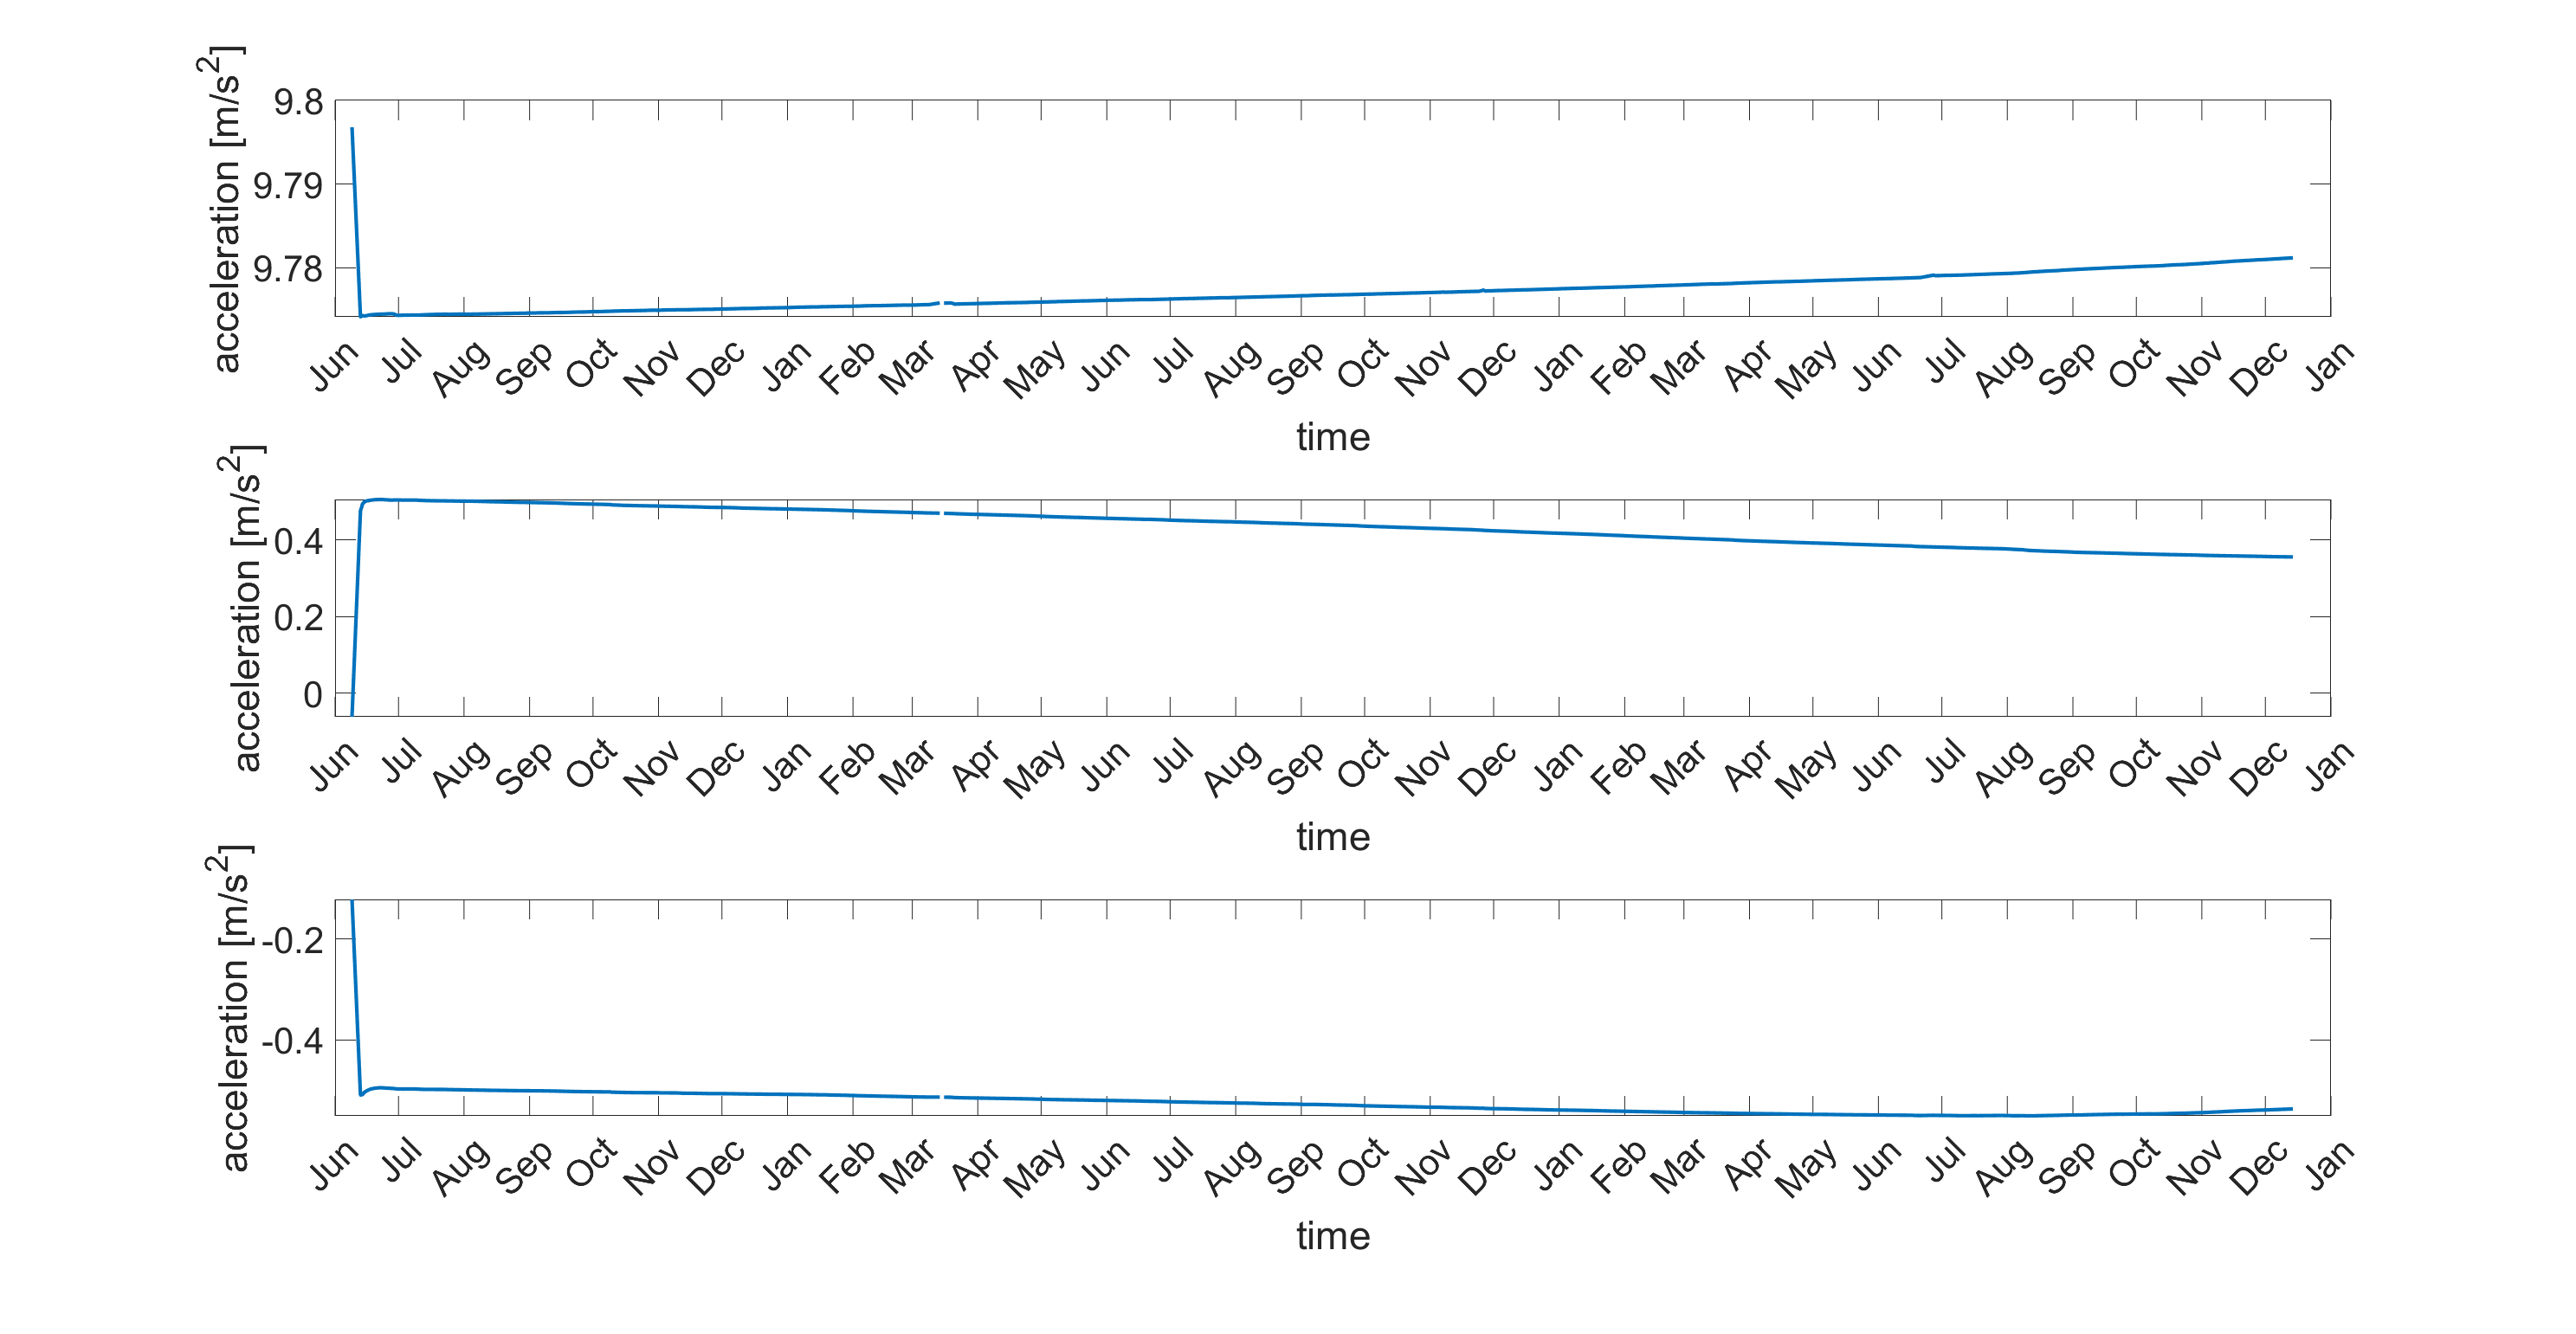 acceleration [m/s²]
9.8
9.79
9.78
Jun Jul Aug Sep Oct Nov Dec Jan Feb Mar Apr May Jun Jul Aug Sep Oct Nov Dec Jan Feb Mar Apr May Jun Jul Aug Sep Oct Nov Dec Jan
time
acceleration [m/s²]
0.4
0.2
0
Jun Jul Aug Sep Oct Nov Dec Jan Feb Mar Apr May Jun Jul Aug Sep Oct Nov Dec Jan Feb Mar Apr May Jun Jul Aug Sep Oct Nov Dec Jan
time
acceleration [m/s²]
-0.2
-0.4
Jun Jul Aug Sep Oct Nov Dec Jan Feb Mar Apr May Jun Jul Aug Sep Oct Nov Dec Jan Feb Mar Apr May Jun Jul Aug Sep Oct Nov Dec Jan
time